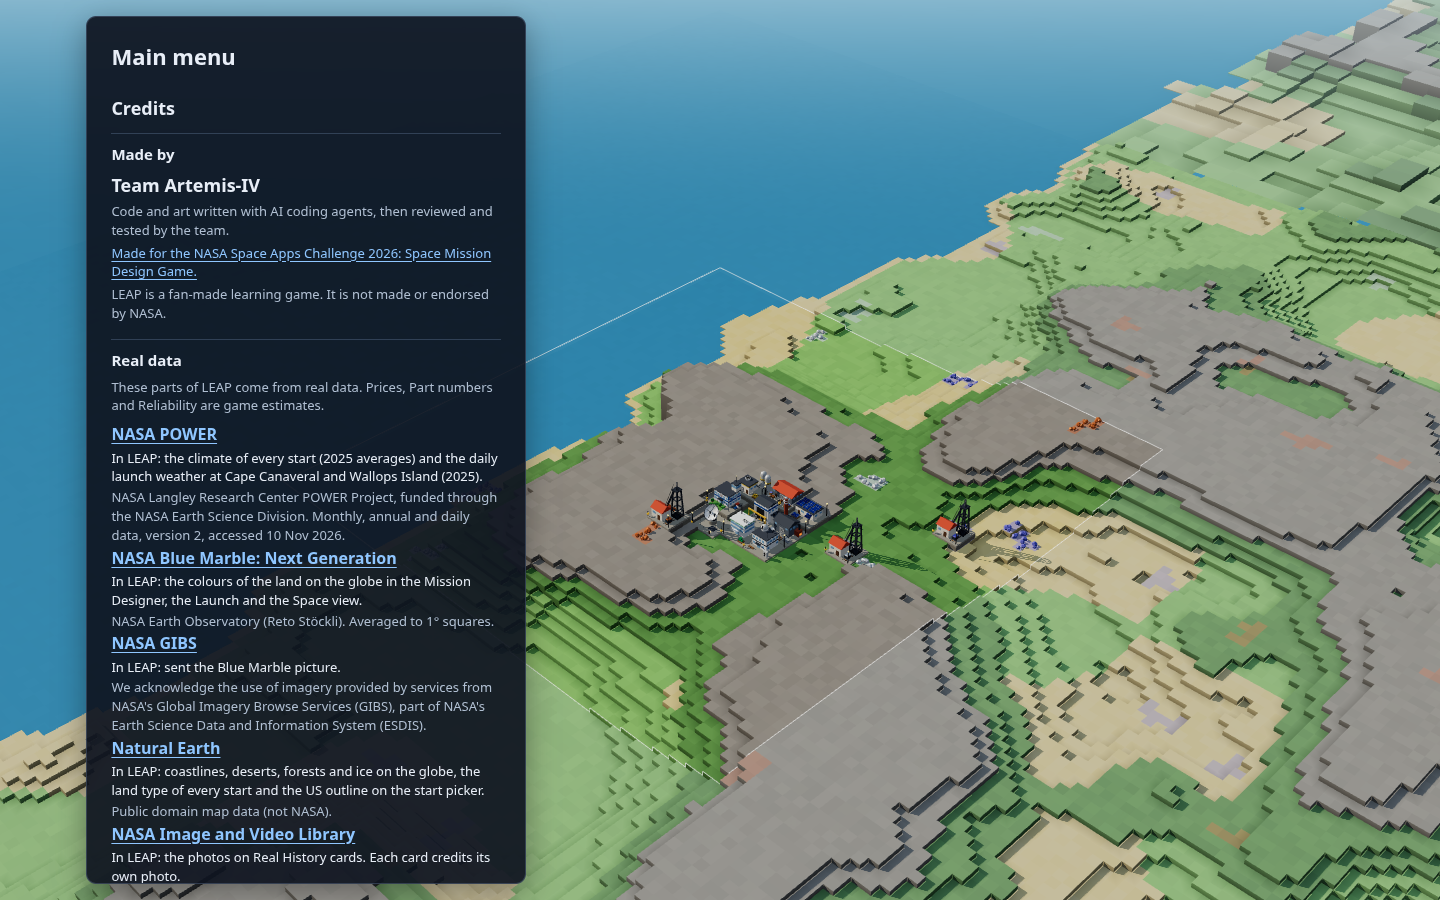 Main menu
Credits
Made by
Team Artemis-IV
Code and art written with AI coding agents, then reviewed and
tested by the team.
Made for the NASA Space Apps Challenge 2026: Space Mission
Design Game.
LEAP is a fan-made learning game. It is not made or endorsed
by NASA.
Real data
These parts of LEAP come from real data. Prices, Part numbers
and Reliability are game estimates.
NASA POWER
In LEAP: the climate of every start (2025 averages) and the daily
launch weather at Cape Canaveral and Wallops Island (2025).
NASA Langley Research Center POWER Project, funded through
the NASA Earth Science Division. Monthly, annual and daily
data, version 2, accessed 10 Nov 2026.
NASA Blue Marble: Next Generation
In LEAP: the colours of the land on the globe in the Mission
Designer, the Launch and the Space view.
NASA Earth Observatory (Reto Stöckli). Averaged to 1° squares.
NASA GIBS
In LEAP: sent the Blue Marble picture.
We acknowledge the use of imagery provided by services from
NASA's Global Imagery Browse Services (GIBS), part of NASA's
Earth Science Data and Information System (ESDIS).
Natural Earth
In LEAP: coastlines, deserts, forests and ice on the globe, the
land type of every start and the US outline on the start picker.
Public domain map data (not NASA).
NASA Image and Video Library
In LEAP: the photos on Real History cards. Each card credits its
own photo.